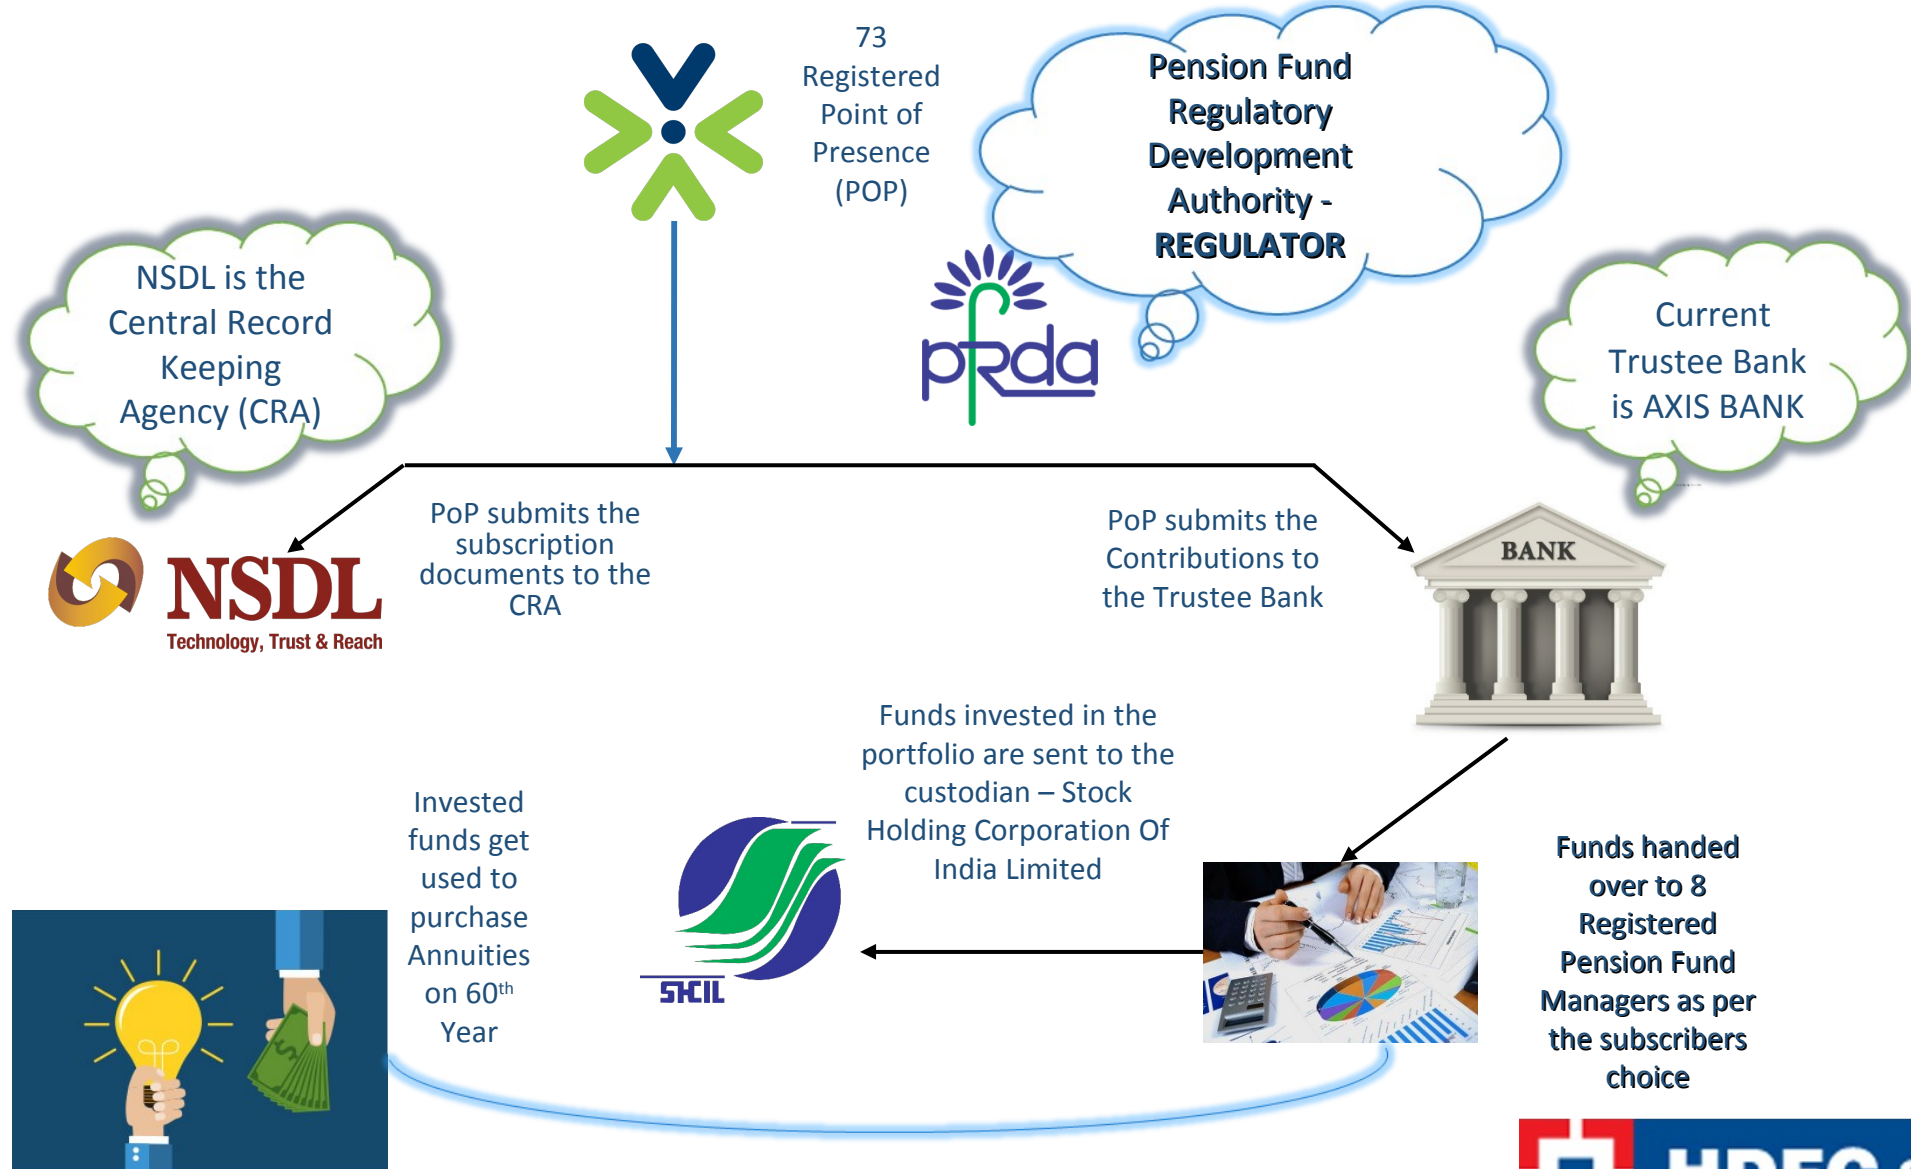 73
Registered
Point of
Presence
(POP)
Pension Fund
Regulatory
Development
Authority -
REGULATOR
NSDL is the
Central Record
Keeping
Agency (CRA)
pfrda
Current
Trustee Bank
is AXIS BANK
PoP submits the
subscription
documents to the
CRA
PoP submits the
Contributions to
the Trustee Bank
BANK
NSDL
Technology, Trust & Reach
Funds invested in the
portfolio are sent to the
custodian – Stock
Holding Corporation Of
India Limited
Invested
funds get
used to
purchase
Annuities
on 60th
Year
SHCIL
Funds handed
over to 8
Registered
Pension Fund
Managers as per
the subscribers
choice
HDFC